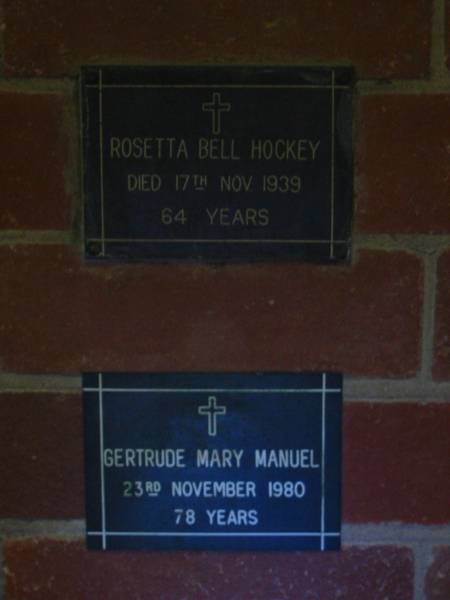 ROSETTA BELL HOCKEY
DIED 17TH NOV. 1939
64 YEARS
GERTRUDE MARY MANUEL
23RD NOVEMBER 1980
78 YEARS